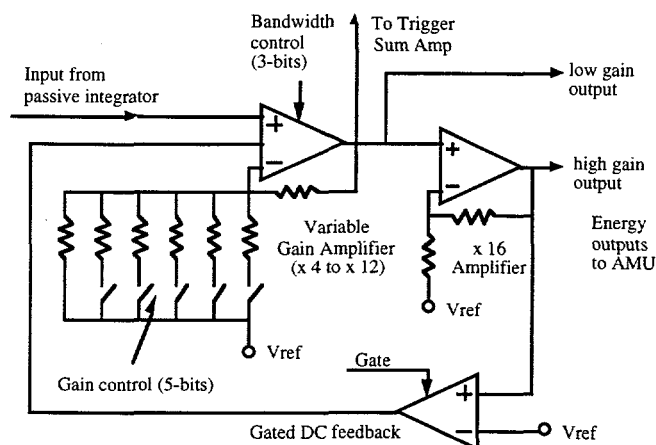 Bandwidth
control
(3-bits)
To Trigger
Sum Amp
Input from
passive integrator
low gain
output
+
−
+
−
high gain
output
Variable
Gain Amplifier
(x 4 to x 12)
x 16
Amplifier
Energy
outputs
to AMU
Vref
Vref
Gain control (5-bits)
Gate
+
−
Vref
Gated DC feedback